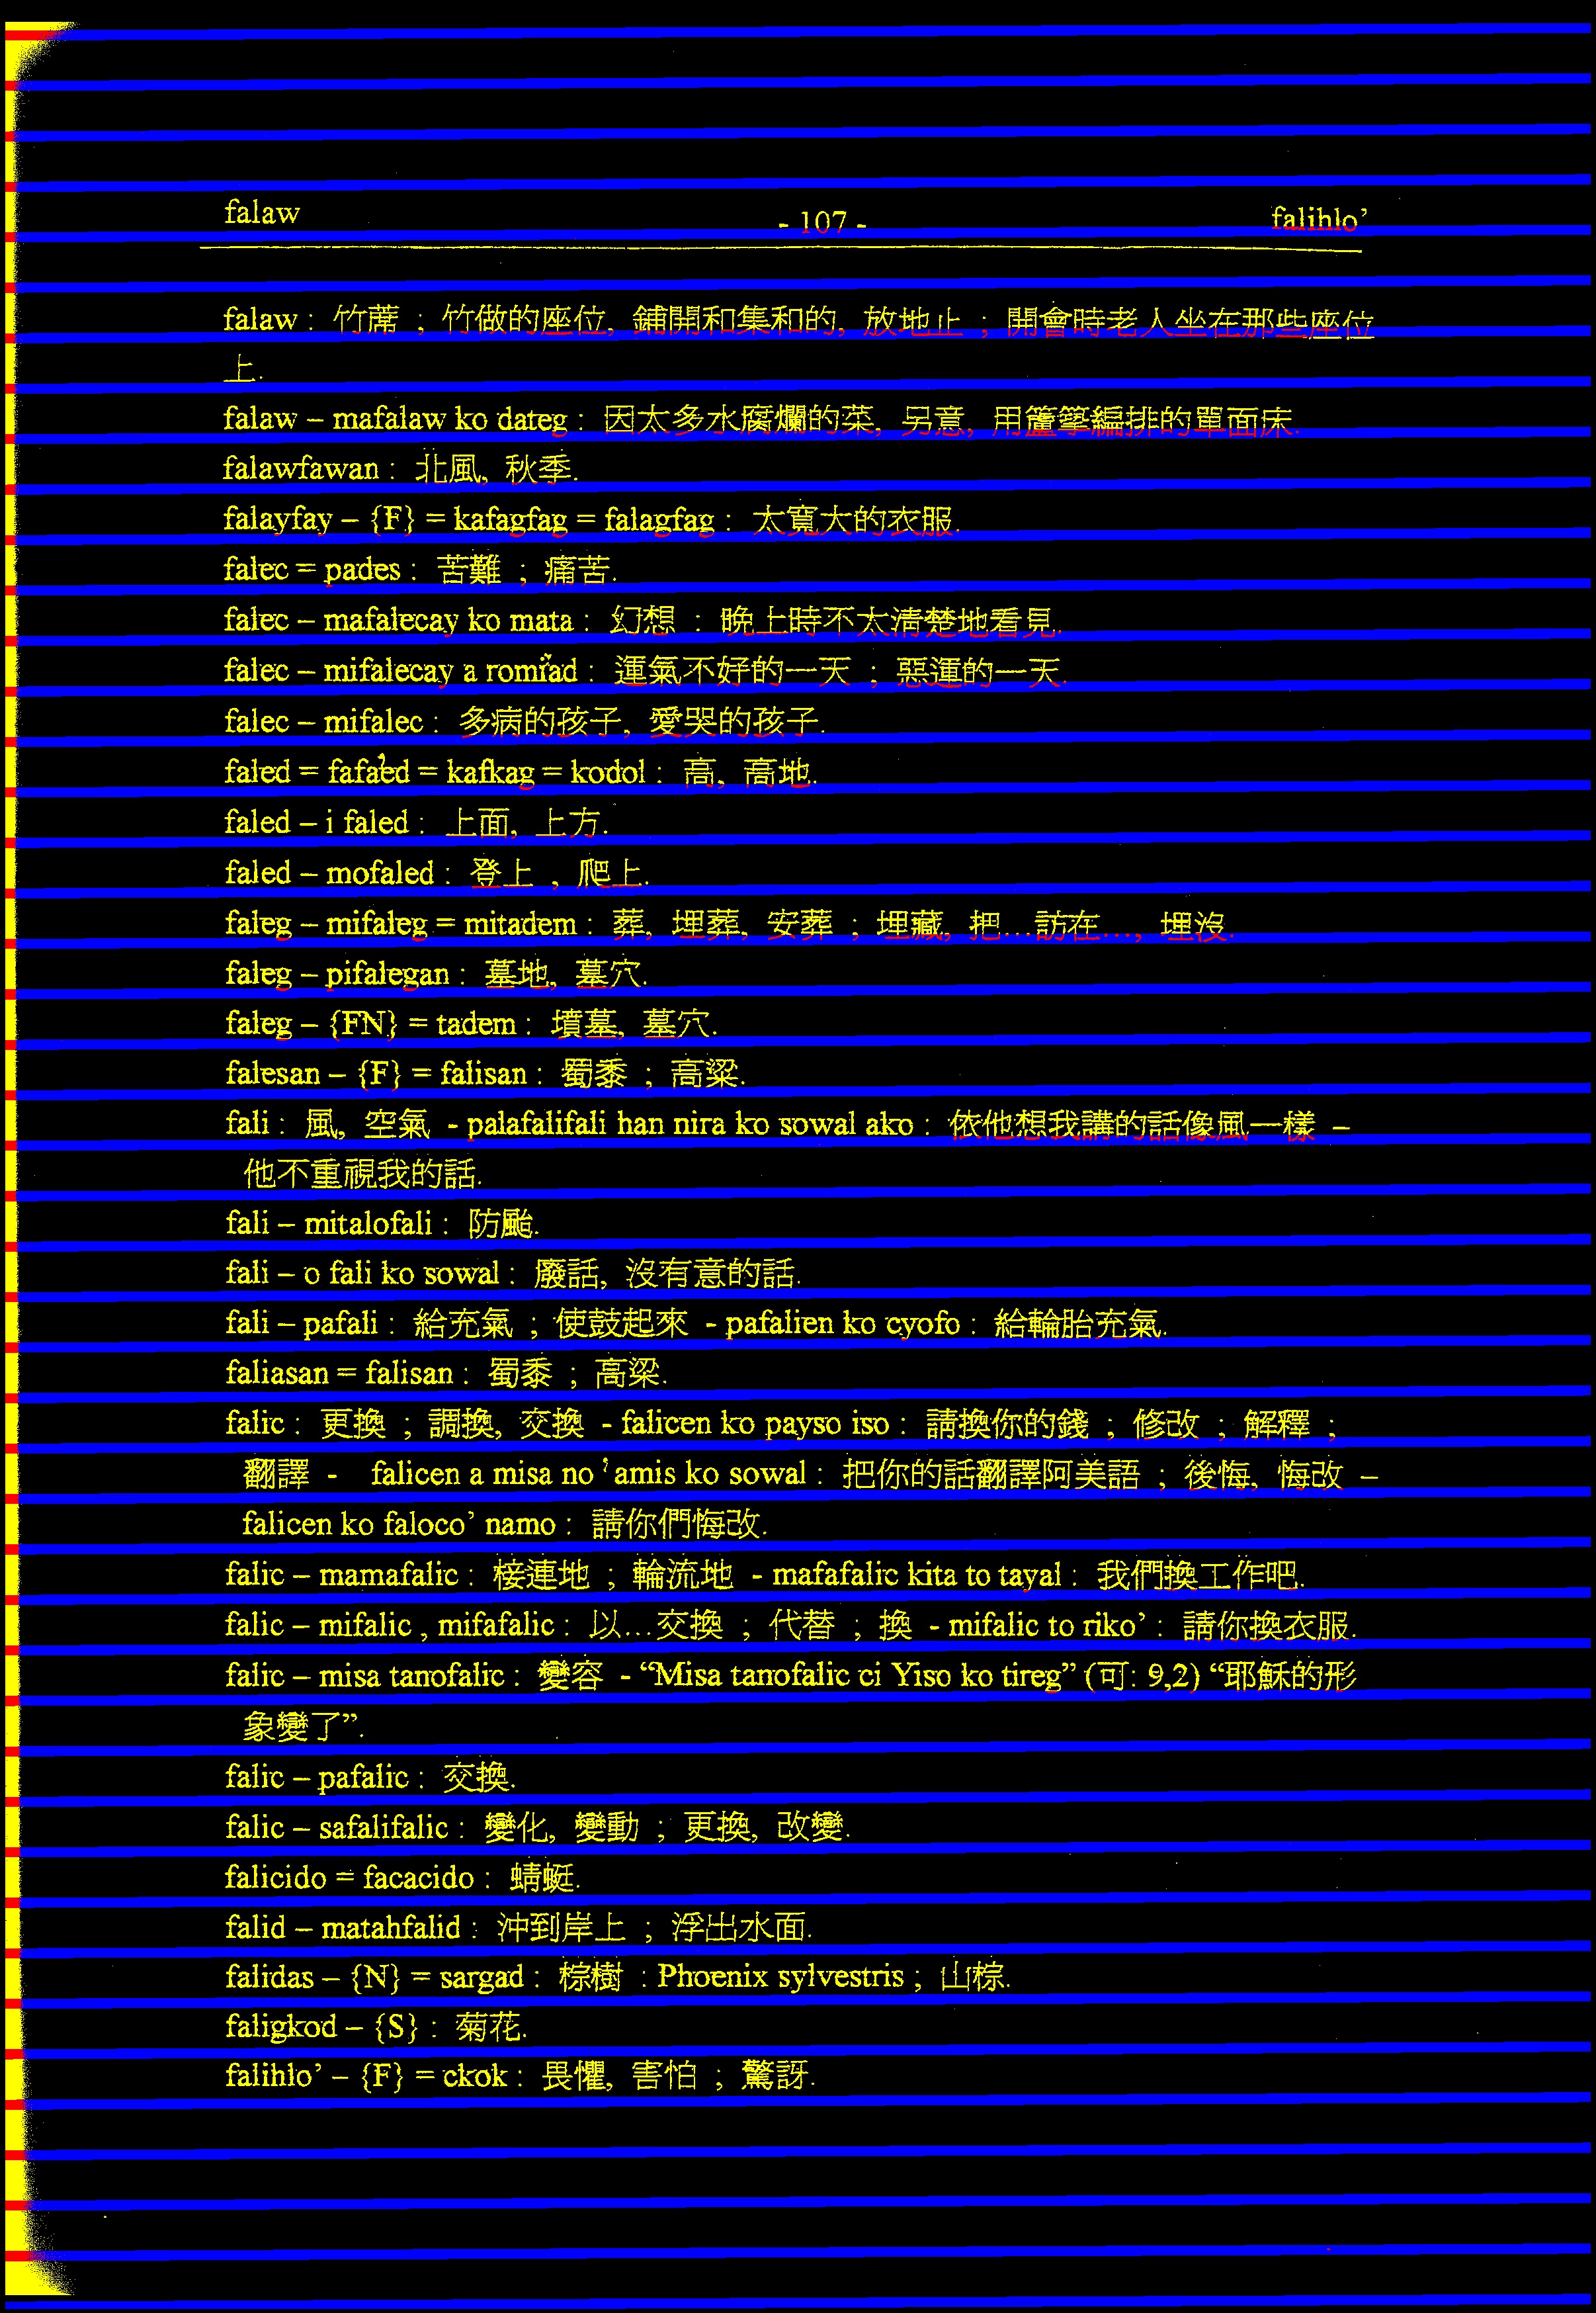 falaw - 107 - falihlo’
falaw : 竹蓆 ; 竹做的座位, 鋪開和集和的, 放地止 ; 開會時老人坐在那些座位
上.
falaw – mafalaw ko dateg : 因太多水腐爛的菜, 另意, 用編排的單面床.
falawfawan : 北風, 秋季.
falayfay – {F} = kafagfag = falagfag : 太寬大的衣服.
falec = pades : 苦難 ; 痛苦.
falec – mafalecay ko mata : 幻想 : 晚上時不太清楚地看見.
falec – mifalecay a romi'ad : 運氣不好的一天 ; 惡運的一天.
falec – mifalec : 多病的孩子, 愛哭的孩子.
faled = fafa'ed = kafkag = kodol : 高, 高地.
faled – i faled : 上面, 上方.
faled – mofaled : 登上 , 爬上.
faleg – mifaleg = mitadem : 葬, 埋葬, 安葬 ; 埋藏, 把…訪在…, 埋沒.
faleg – pifalegan : 墓地, 墓穴.
faleg – {FN} = tadem : 墳墓, 墓穴.
falesan – {F} = falisan : 蜀黍 ; 高粱.
fali : 風, 空氣 - palafalifali han nira ko sowal ako : 依他想我講的話像風一樣 –
他不重視我的話.
fali – mitalofali : 防颱.
fali – o fali ko sowal : 廢話, 沒有意的話.
fali – pafali : 給充氣 ; 使鼓起來 - pafalien ko cyofo : 給輪胎充氣.
faliasan = falisan : 蜀黍 ; 高梁.
falic : 更換 ; 調換, 交換 - falicen ko payso iso : 請換你的錢 ; 修改 ; 解釋 ;
翻譯 - falicen a misa no 'amis ko sowal : 把你的話翻譯阿美語 ; 後悔, 悔改 –
falicen ko faloco’ namo : 請你們悔改.
falic – mamafalic : 接連地 ; 輪流地 - mafafalic kita to tayal : 我們換工作吧.
falic – mifalic , mifafalic : 以…交換 ; 代替 ; 換 - mifalic to riko’ : 請你換衣服.
falic – misa tanofalic : 變容 - “Misa tanofalic ci Yiso ko tireg” (可: 9,2) “耶穌的形
象變了”.
falic – pafalic : 交換.
falic – safalifalic : 變化, 變動 ; 更換, 改變.
falicido = facacido : 蜻蜓.
falid – matahfalid : 沖到岸上 ; 浮出水面.
falidas – {N} = sargad : 棕樹 : Phoenix sylvestris ; 山棕.
faligkod – {S} : 菊花.
falihlo’ – {F} = ckok : 畏懼, 害怕 ; 驚訝.